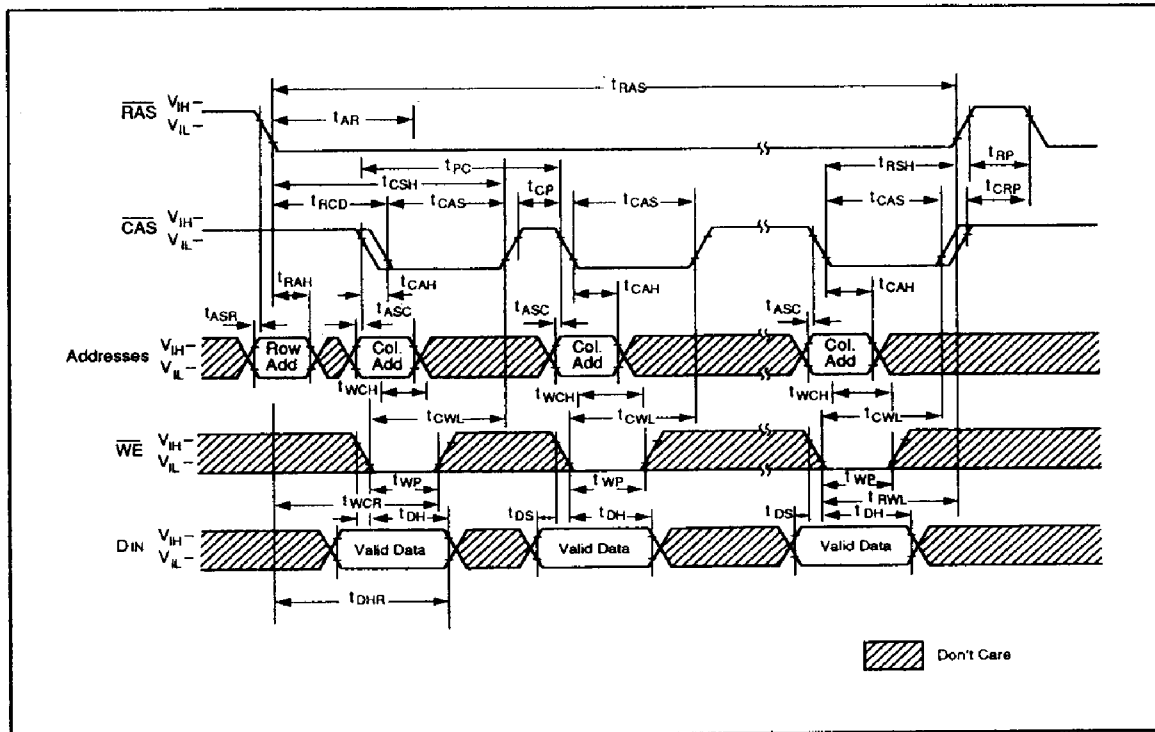 tRAS
RAS VIH
VIL
tAR
tRSH
tRP
tPC
tCSH
tCP
tCRP
tRCD
tCAS
tCAS
tCAS
CAS VIH
VIL
tRAH
tCAH
tCAH
tCAH
tASR
tASC
tASC
tASC
Addresses VIH
VIL
Row Add
Col. Add
Col. Add
Col. Add
tWCH
tWCH
tWCH
tCWL
tCWL
tCWL
WE VIH
VIL
tWP
tWP
tWP
tWCR
tRWL
tDH
tDS
tDH
tDS
tDH
DIN VIH
VIL
Valid Data
Valid Data
Valid Data
tDHR
Don't Care